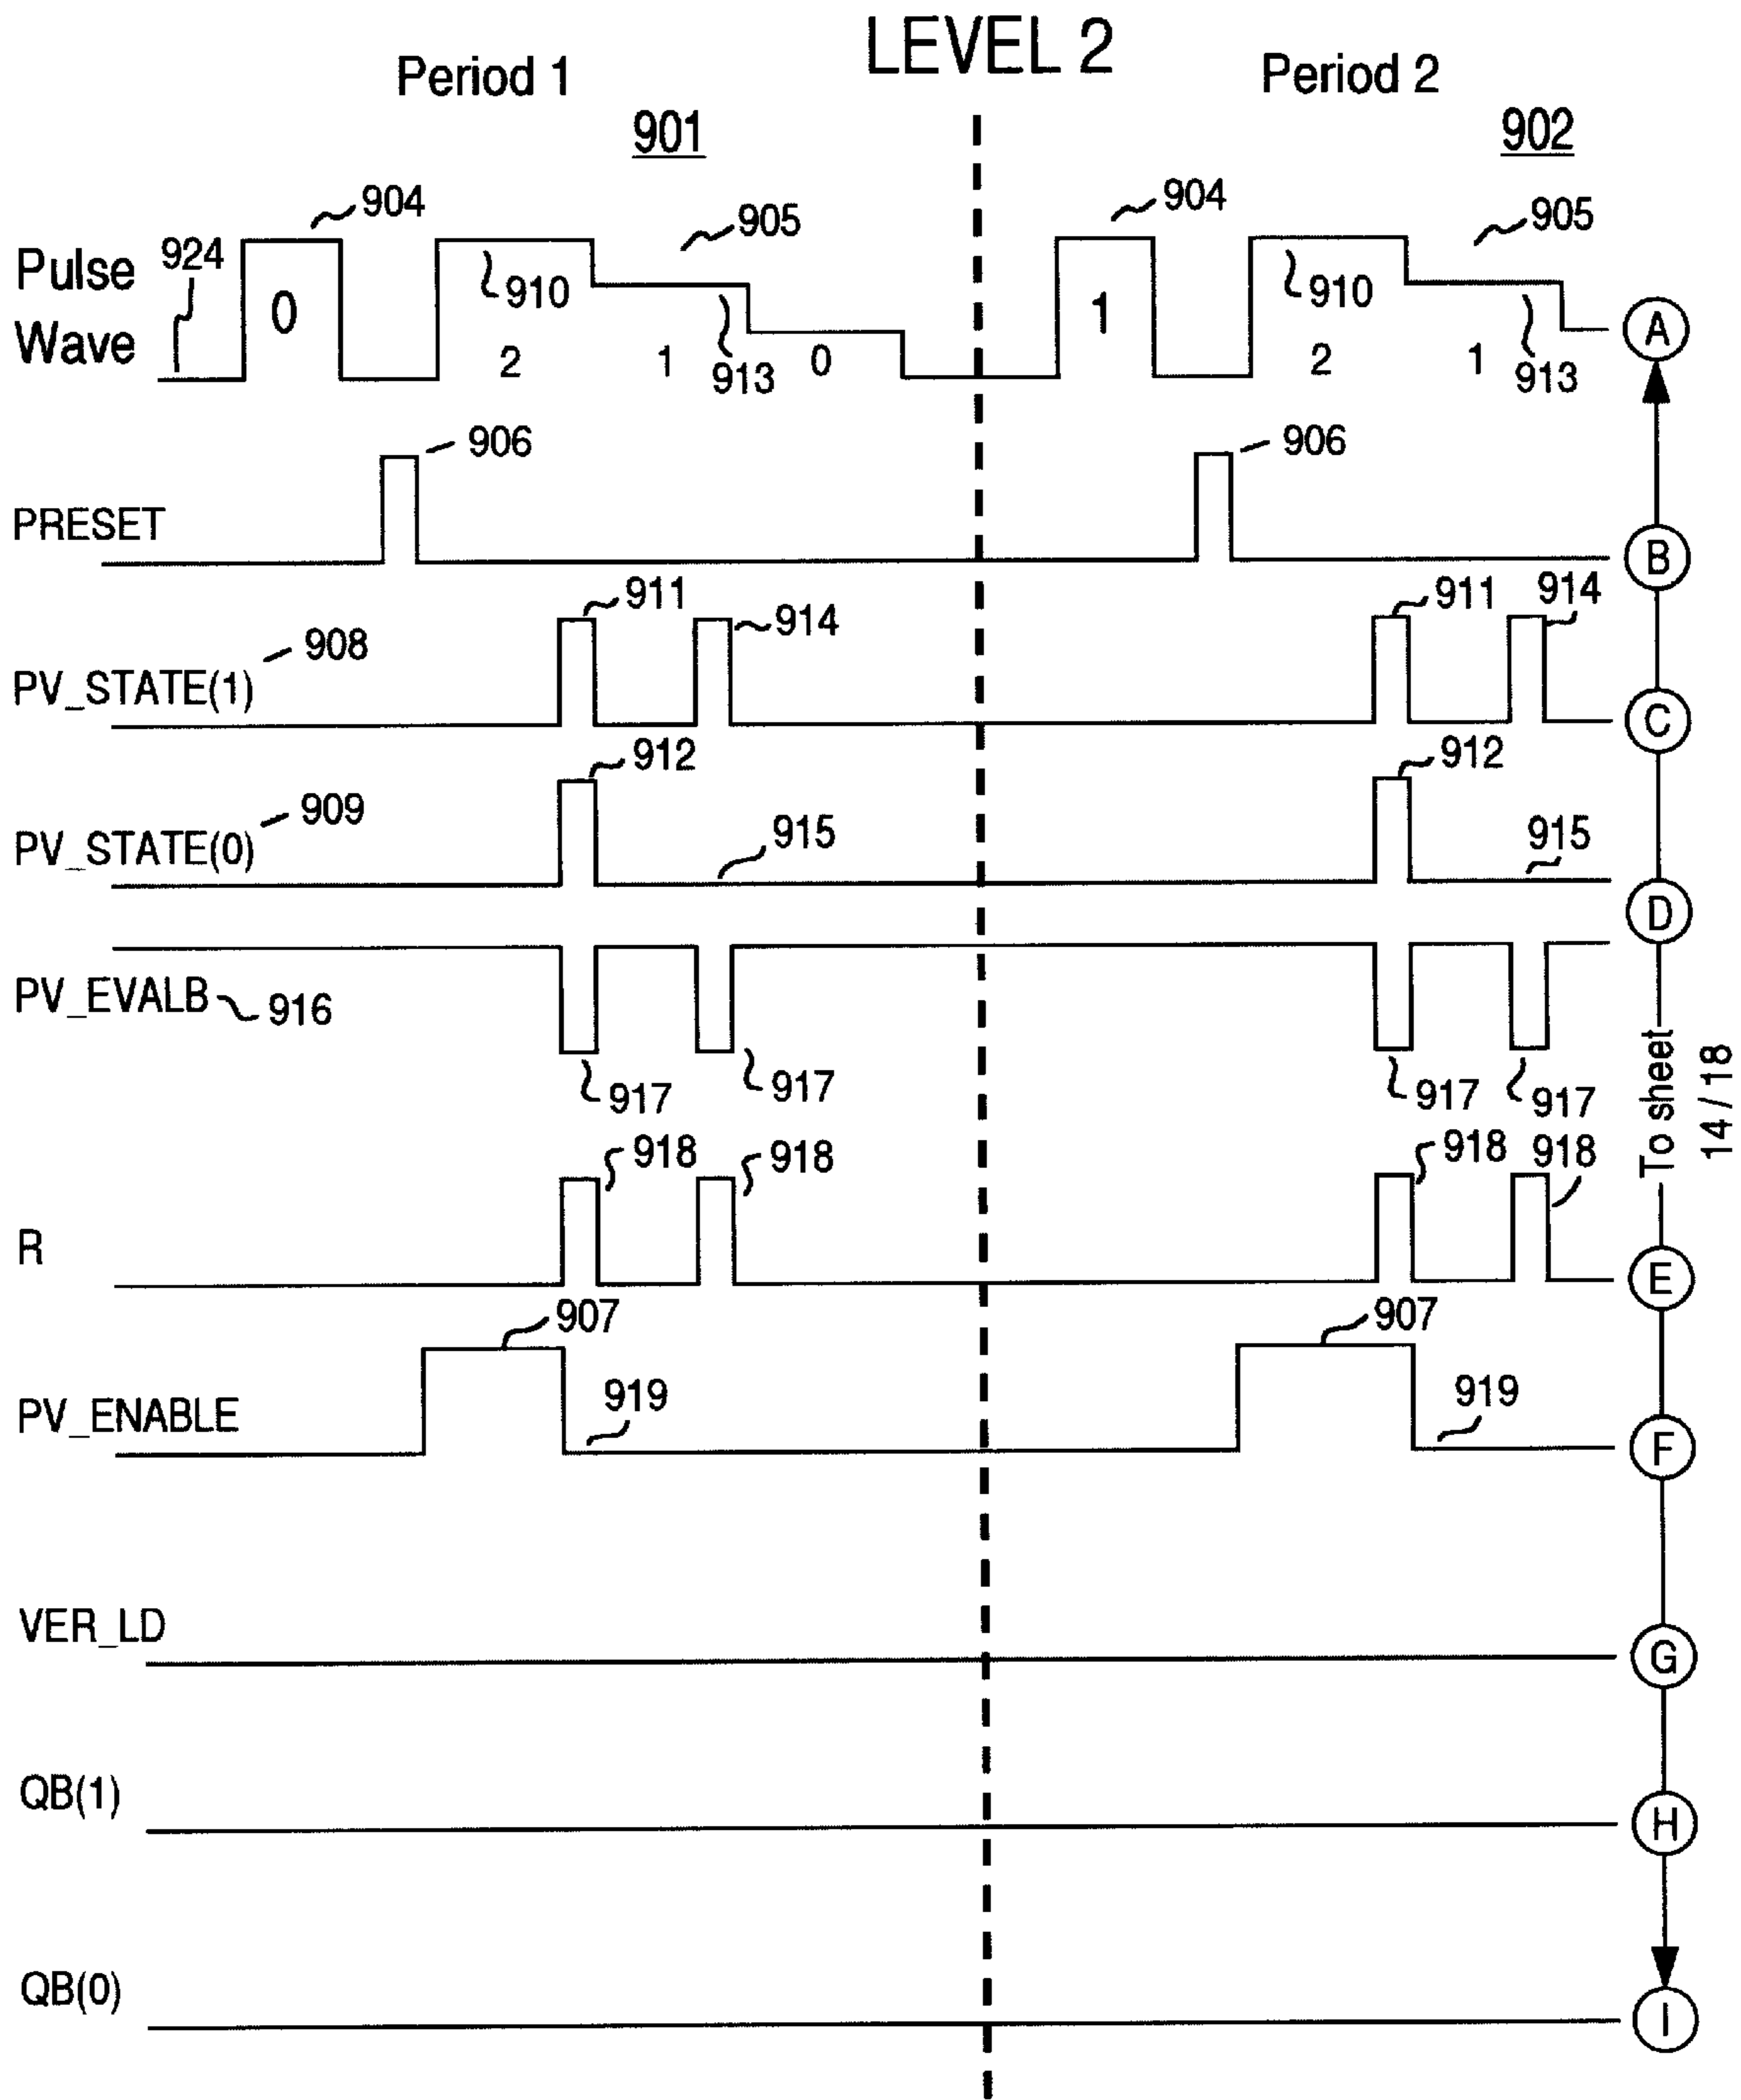 LEVEL 2
Period 1
Period 2
901
902
904
905
904
905
Pulse
Wave
924
0
910
2
1
913
0
1
910
2
1
913
A
906
906
PRESET
B
911
914
911
914
908
PV_STATE(1)
C
912
912
909
PV_STATE(0)
915
915
D
PV_EVALB
916
917
917
917
917
To sheet
14 / 18
918
918
918
918
R
E
907
907
PV_ENABLE
919
919
F
VER_LD
G
QB(1)
H
QB(0)
I